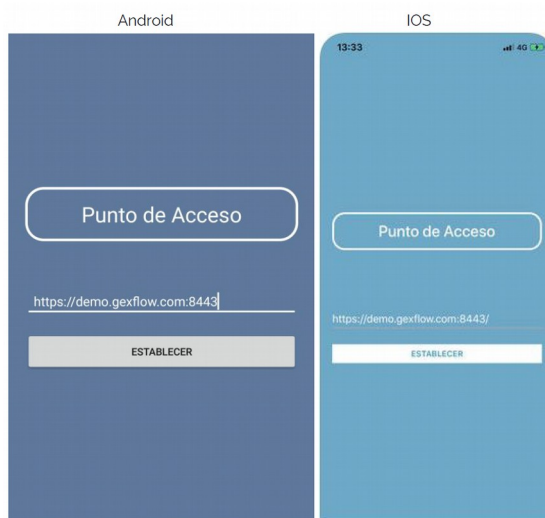 Android
IOS
13:33
4G
Punto de Acceso
https://demo.gexflow.com:8443
ESTABLECER
Punto de Acceso
https://demo.gexflow.com:8443/
ESTABLECER